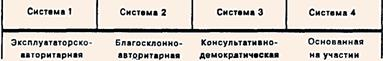 Система 1 Система 2 Система 3 Система 4
Эксплуататорско- Благосклонно- Консультативно- Основанная
авторитарная авторитарная демократическая на участии